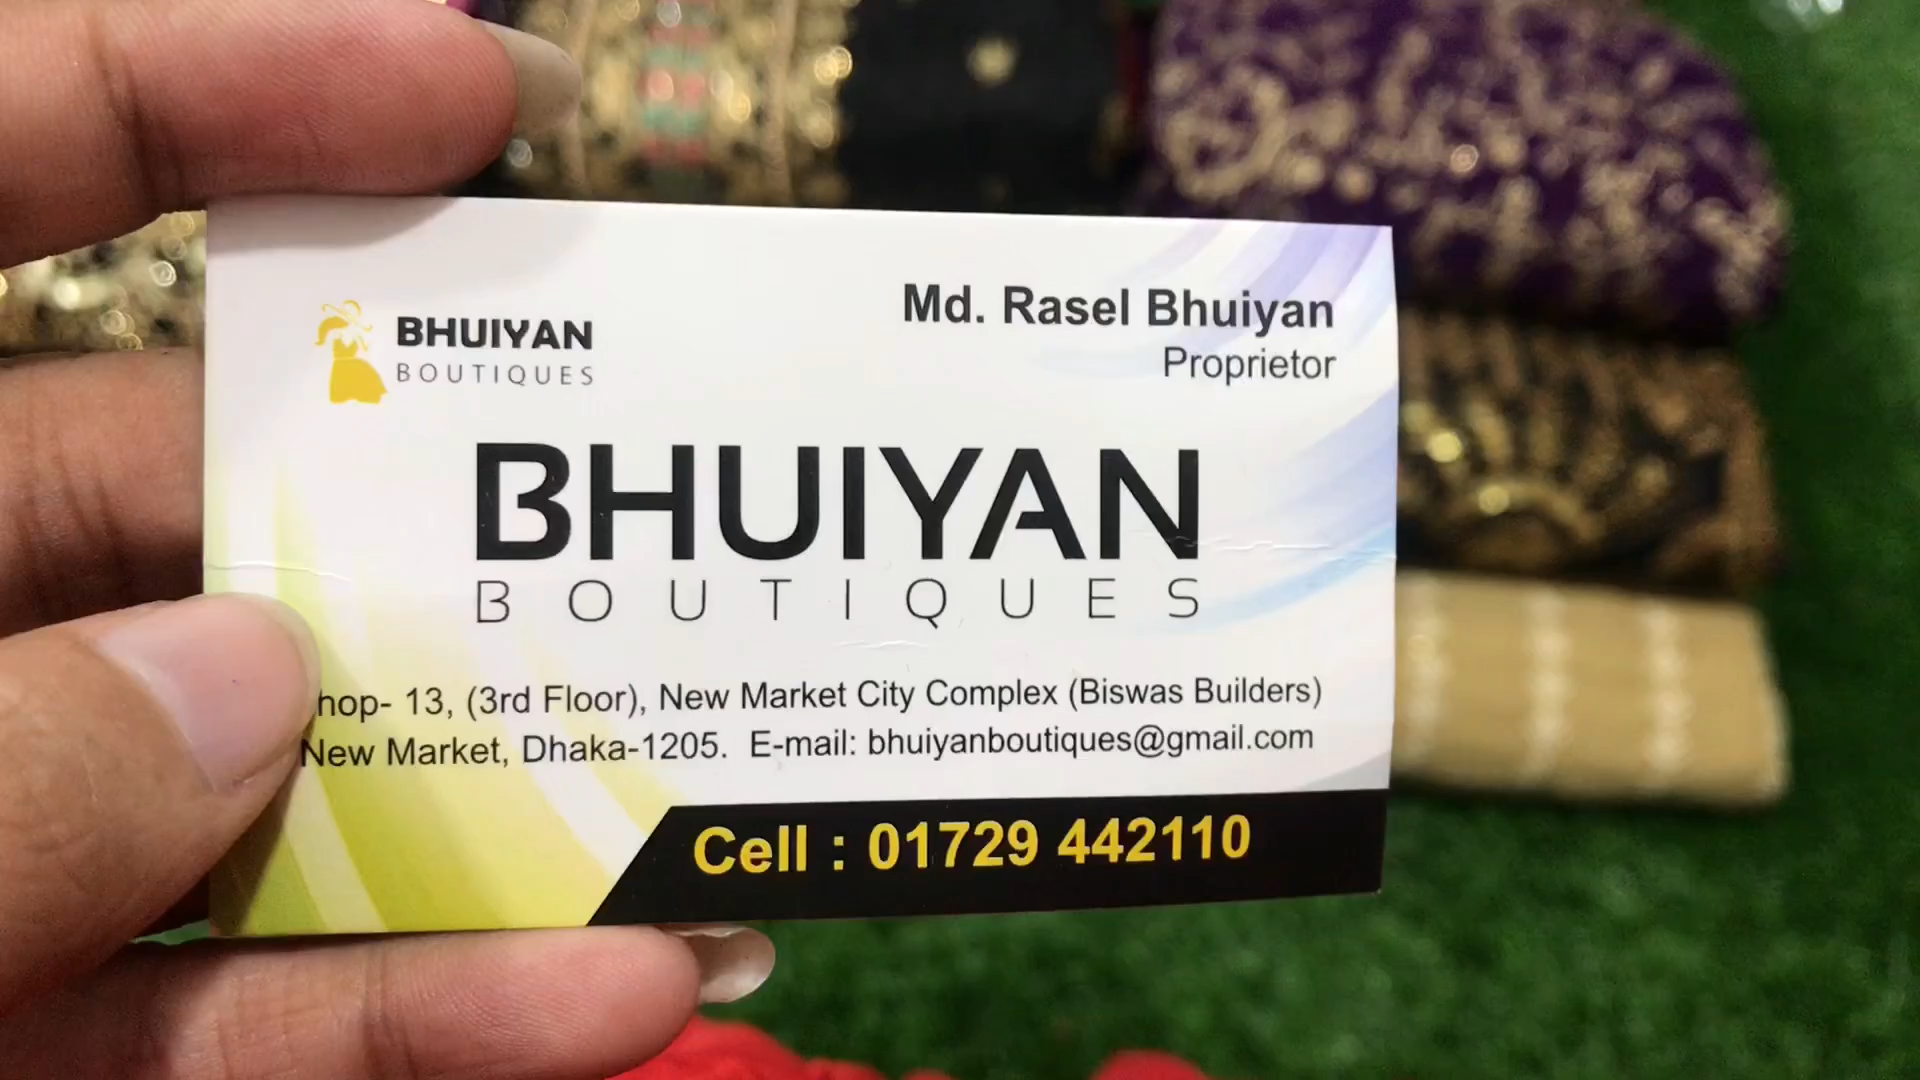 BHUIYAN
BOUTIQUES
Md. Rasel Bhuiyan
Proprietor
BHUIYAN
BOUTIQUES
hop- 13, (3rd Floor), New Market City Complex (Biswas Builders)
New Market, Dhaka-1205. E-mail: bhuiyanboutiques@gmail.com
Cell : 01729 442110